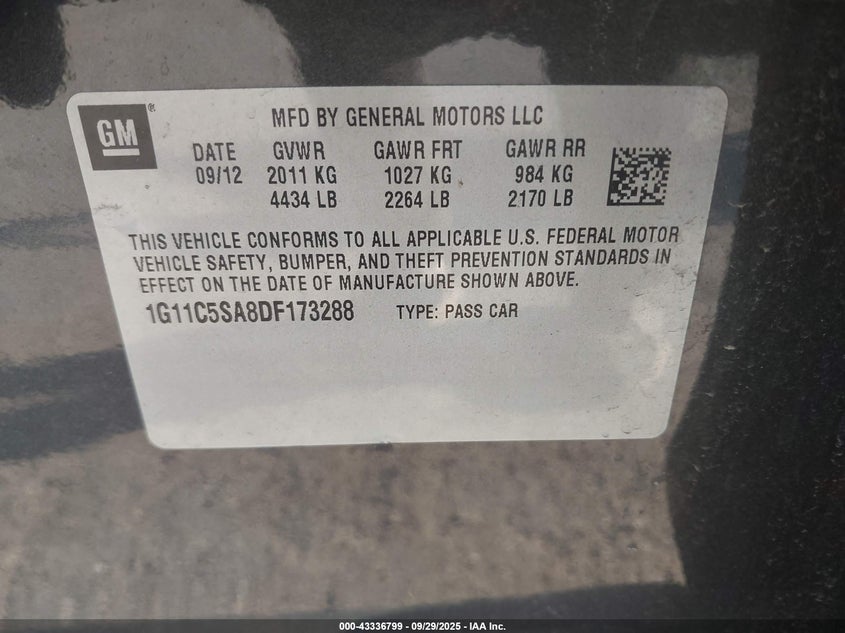 GM ®
MFD BY GENERAL MOTORS LLC
DATE GVWR GAWR FRT GAWR RR
09/12 2011 KG 1027 KG 984 KG
4434 LB 2264 LB 2170 LB
THIS VEHICLE CONFORMS TO ALL APPLICABLE U.S. FEDERAL MOTOR
VEHICLE SAFETY, BUMPER, AND THEFT PREVENTION STANDARDS IN
EFFECT ON THE DATE OF MANUFACTURE SHOWN ABOVE.
1G11C5SA8DF173288 TYPE: PASS CAR
000-43336799 - 09/29/2025 - IAA Inc.